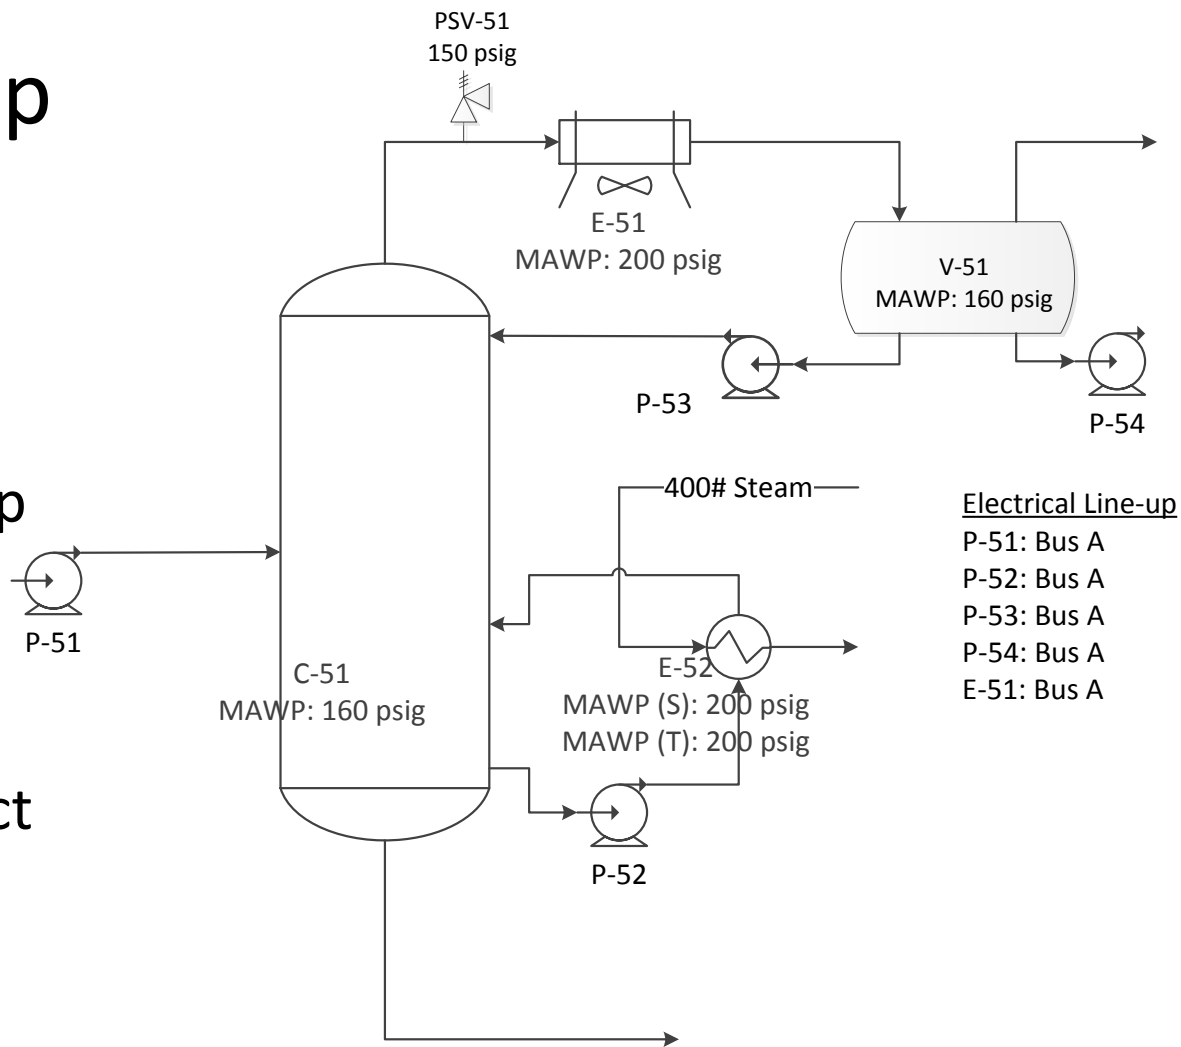 PSV-51
150 psig
p
E-51
MAWP: 200 psig
V-51
MAWP: 160 psig
P-53
P-54
400# Steam
p
P-51
Electrical Line-up
P-51: Bus A
P-52: Bus A
P-53: Bus A
P-54: Bus A
E-51: Bus A
C-51
MAWP: 160 psig
E-52
MAWP (S): 200 psig
MAWP (T): 200 psig
ct
P-52